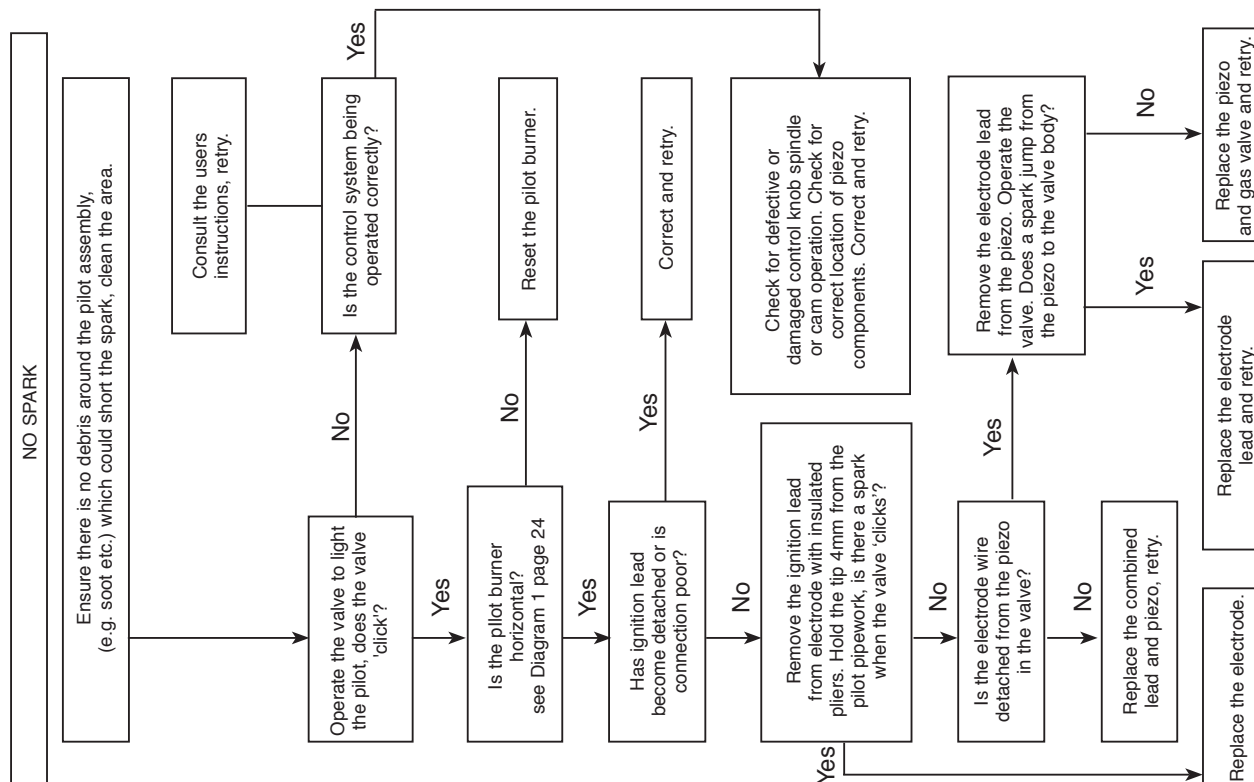 NO SPARK
Ensure there is no debris around the pilot assembly,
(e.g. soot etc.) which could short the spark, clean the area.
Consult the users
instructions, retry.
Is the control system being
operated correctly?
Yes
No
Operate the valve to light
the pilot, does the valve
'click'?
Yes
Is the pilot burner
horizontal?
see Diagram 1 page 24
No
Reset the pilot burner.
Yes
Has ignition lead
become detached or is
connection poor?
Yes
Correct and retry.
No
Check for defective or
damaged control knob spindle
or cam operation. Check for
correct location of piezo
components. Correct and retry.
Remove the ignition lead
from electrode with insulated
pliers. Hold the tip 4mm from the
pilot pipework, is there a spark
when the valve 'clicks'?
Yes
No
Is the electrode wire
detached from the piezo
in the valve?
Yes
Remove the electrode lead
from the piezo. Operate the
valve. Does a spark jump from
the piezo to the valve body?
No
Replace the combined
lead and piezo, retry.
Yes
No
Replace the electrode.
Replace the electrode
lead and retry.
Replace the piezo
and gas valve and retry.